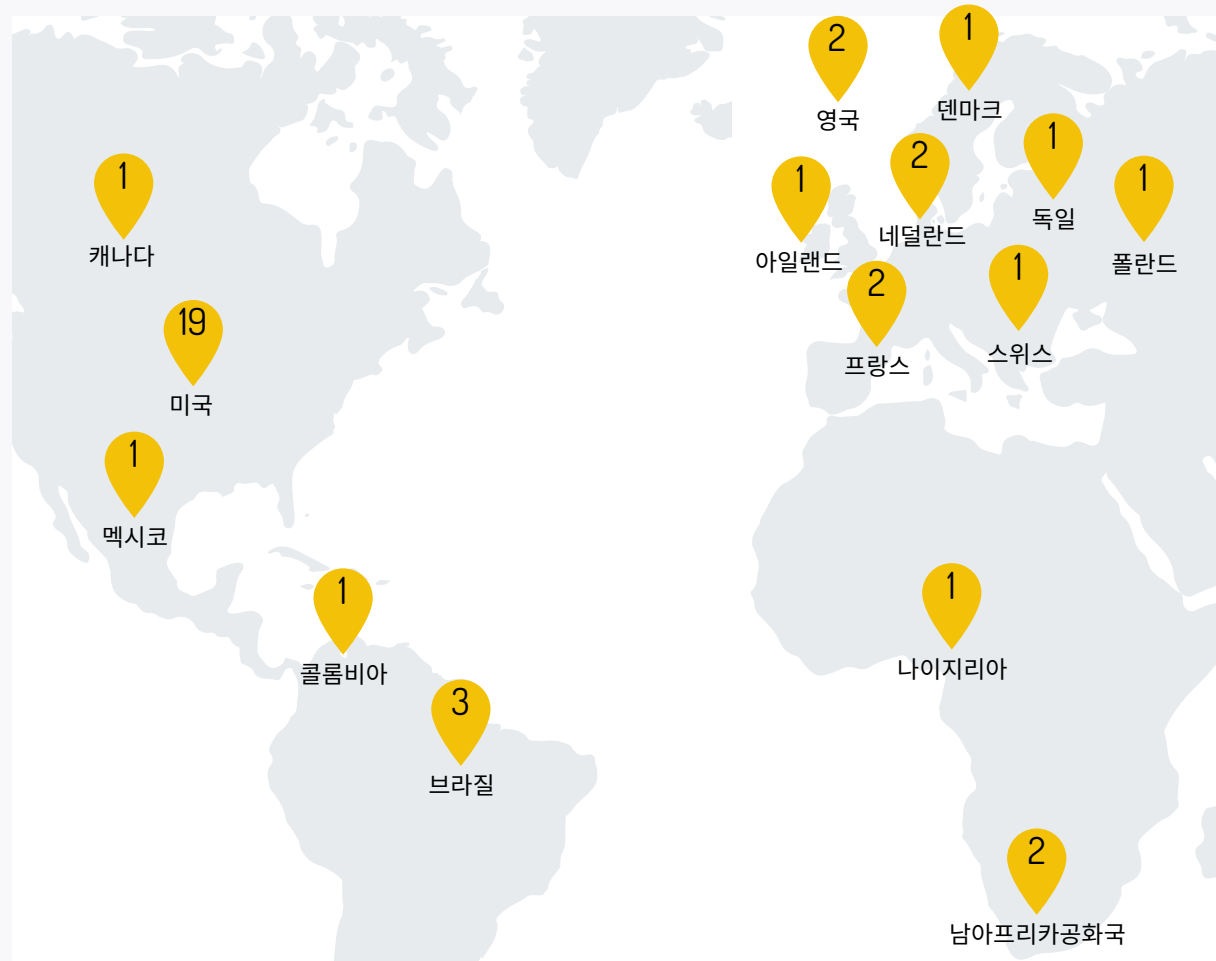 2
영국
1
덴마크
1
캐나다
1
아일랜드
2
네덜란드
1
독일
1
폴란드
19
미국
2
프랑스
1
스위스
1
멕시코
1
콜롬비아
1
나이지리아
3
브라질
2
남아프리카공화국